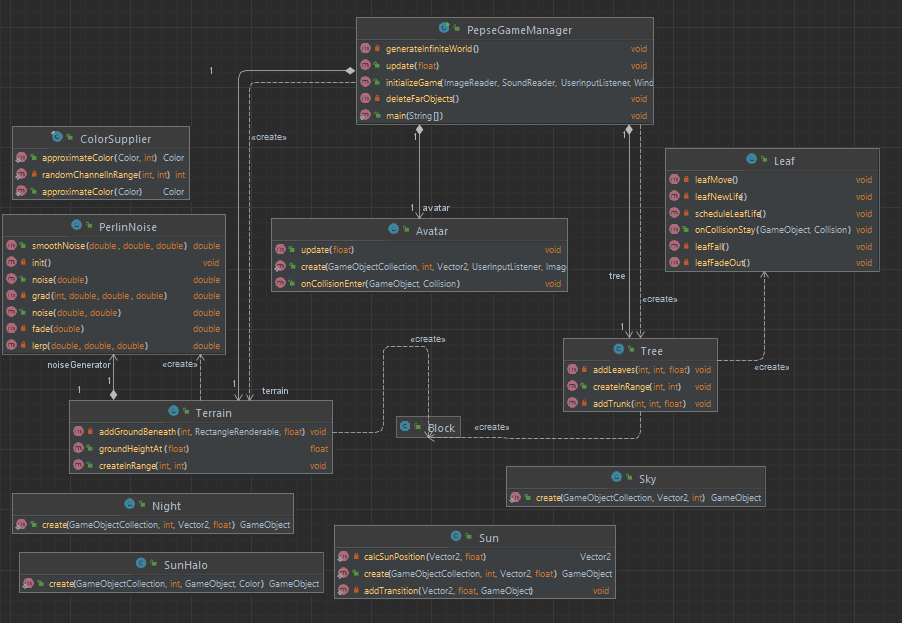 PepseGameManager
generateInfiniteWorld() void
update(float) void
initializeGame(ImageReader, SoundReader, UserInputListener, Wind
deleteFarObjects() void
main(String[]) void
1
«create»
1
1
1 avatar
tree
«create»
1
ColorSupplier
approximateColor(Color, int) Color
randomChannelInRange(int, int) int
approximateColor(Color) Color
Leaf
leafMove() void
leafNewLife() void
scheduleLeafLife() void
onCollisionStay(GameObject, Collision) void
leafFall() void
leafFadeOut() void
PerlinNoise
smoothNoise(double, double, double) double
init() void
noise(double) double
grad(int, double, double, double) double
noise(double, double) double
fade(double) double
lerp(double, double, double) double
Avatar
update(float) void
create(GameObjectCollection, int, Vector2, UserInputListener, Imag
onCollisionEnter(GameObject, Collision) void
noiseGenerator
«create»
1
1
1
terrain
«create»
Tree
addLeaves(int, int, float) void
createInRange(int, int) void
addTrunk(int, int, float) void
«create»
Terrain
addGroundBeneath(int, RectangleRenderable, float) void
groundHeightAt(float) float
createInRange(int, int) void
Block
«create»
Sky
create(GameObjectCollection, Vector2, int) GameObject
Night
create(GameObjectCollection, int, Vector2, float) GameObject
Sun
calcSunPosition(Vector2, float) Vector2
create(GameObjectCollection, int, Vector2, float) GameObject
addTransition(Vector2, float, GameObject) void
SunHalo
create(GameObjectCollection, int, GameObject, Color) GameObject